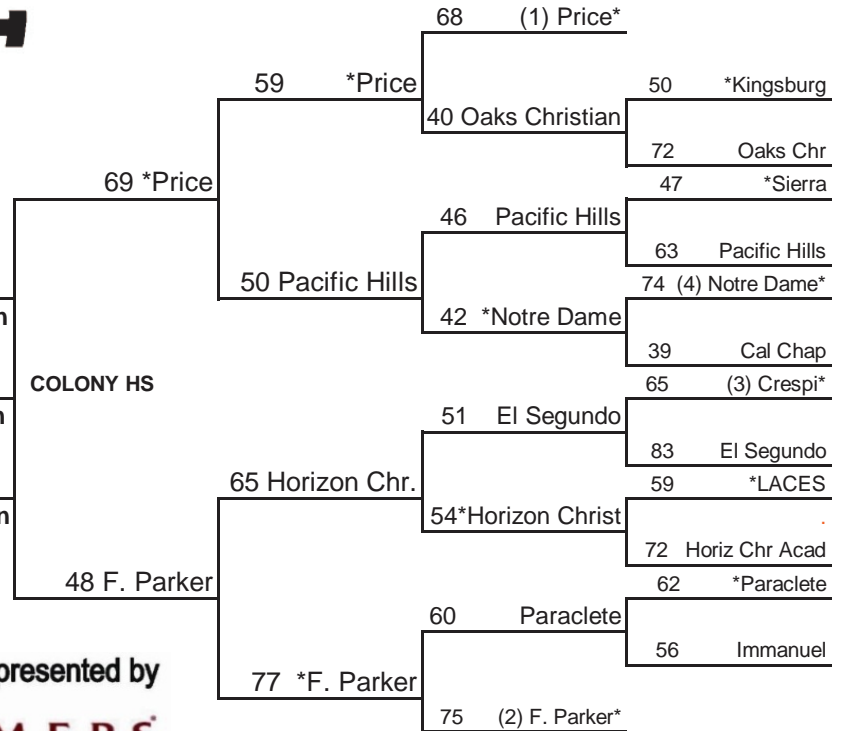 68 (1) Price*
59 *Price
50 *Kingsburg
40 Oaks Christian
72 Oaks Chr
69 *Price
47 *Sierra
46 Pacific Hills
63 Pacific Hills
50 Pacific Hills
74 (4) Notre Dame*
42 *Notre Dame
39 Cal Chap
COLONY HS
65 (3) Crespi*
51 El Segundo
83 El Segundo
65 Horizon Chr.
59 *LACES
54*Horizon Christ
72 Horiz Chr Acad
48 F. Parker
62 *Paraclete
60 Paraclete
56 Immanuel
presented by
77 *F. Parker
75 (2) F. Parker*